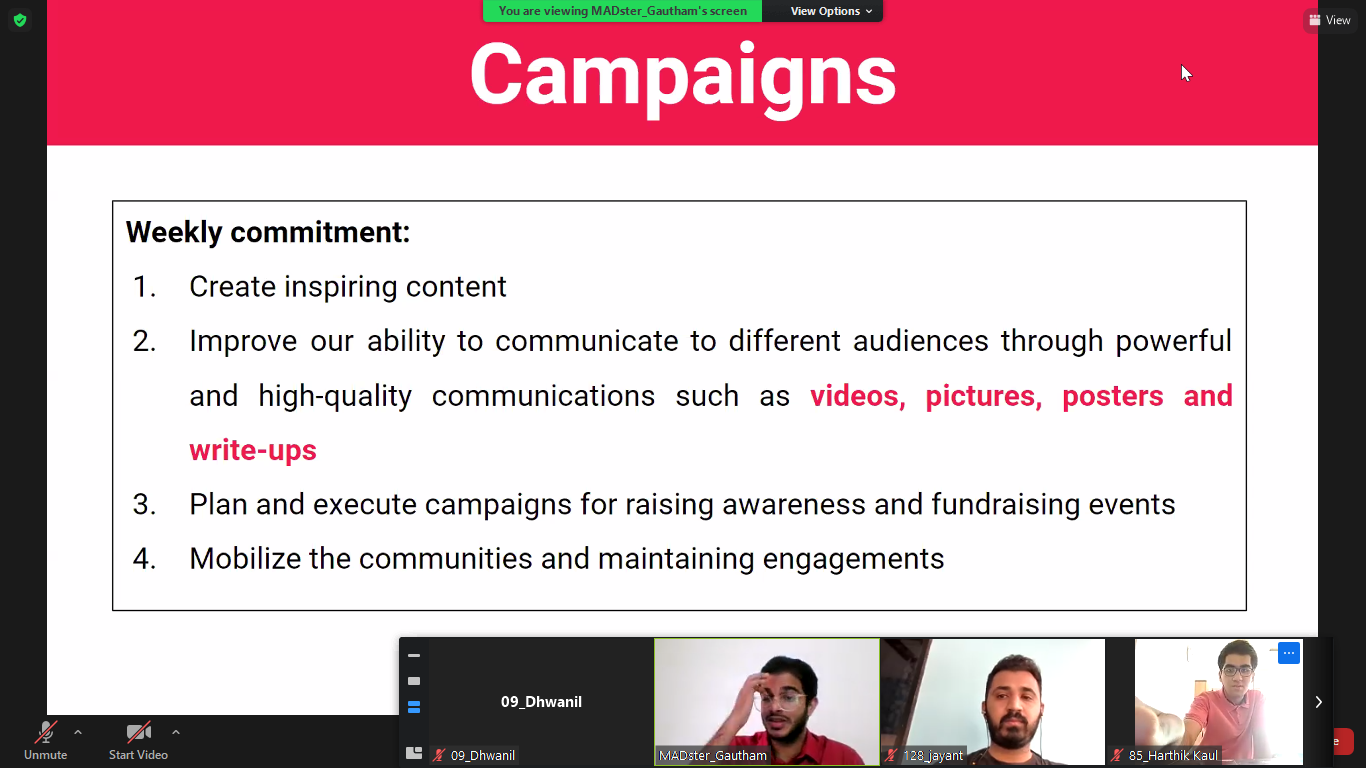 You are viewing MADster_Gautham's screen
View Options
View
Campaigns
Weekly commitment:
1. Create inspiring content
2. Improve our ability to communicate to different audiences through powerful
and high-quality communications such as videos, pictures, posters and
write-ups
3. Plan and execute campaigns for raising awareness and fundraising events
4. Mobilize the communities and maintaining engagements
09_Dhwanil
09_Dhwanil
MADster_Gautham
128_jayant
85_Harthik Kaul
Unmute
Start Video